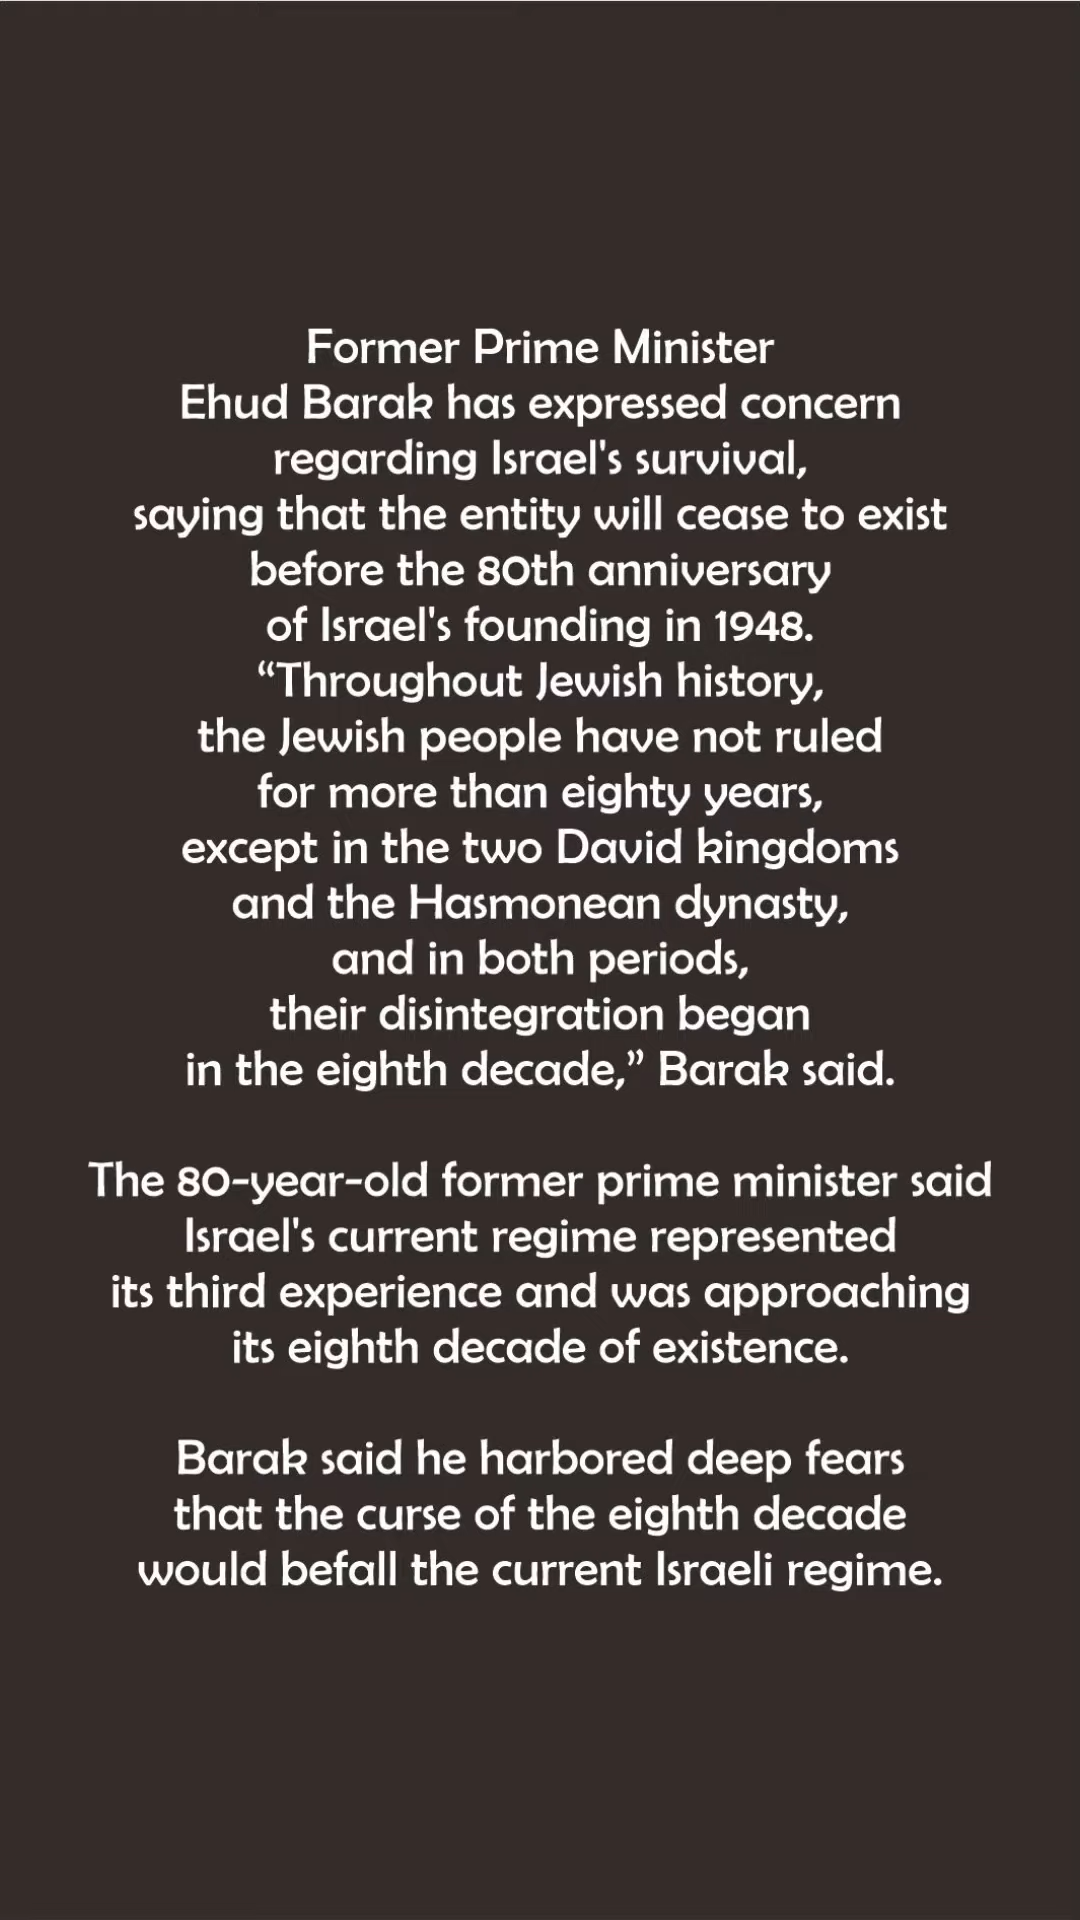 Former Prime Minister
Ehud Barak has expressed concern
regarding Israel's survival,
saying that the entity will cease to exist
before the 80th anniversary
of Israel's founding in 1948.
“Throughout Jewish history,
the Jewish people have not ruled
for more than eighty years,
except in the two David kingdoms
and the Hasmonean dynasty,
and in both periods,
their disintegration began
in the eighth decade,” Barak said.
The 80-year-old former prime minister said
Israel's current regime represented
its third experience and was approaching
its eighth decade of existence.
Barak said he harbored deep fears
that the curse of the eighth decade
would befall the current Israeli regime.